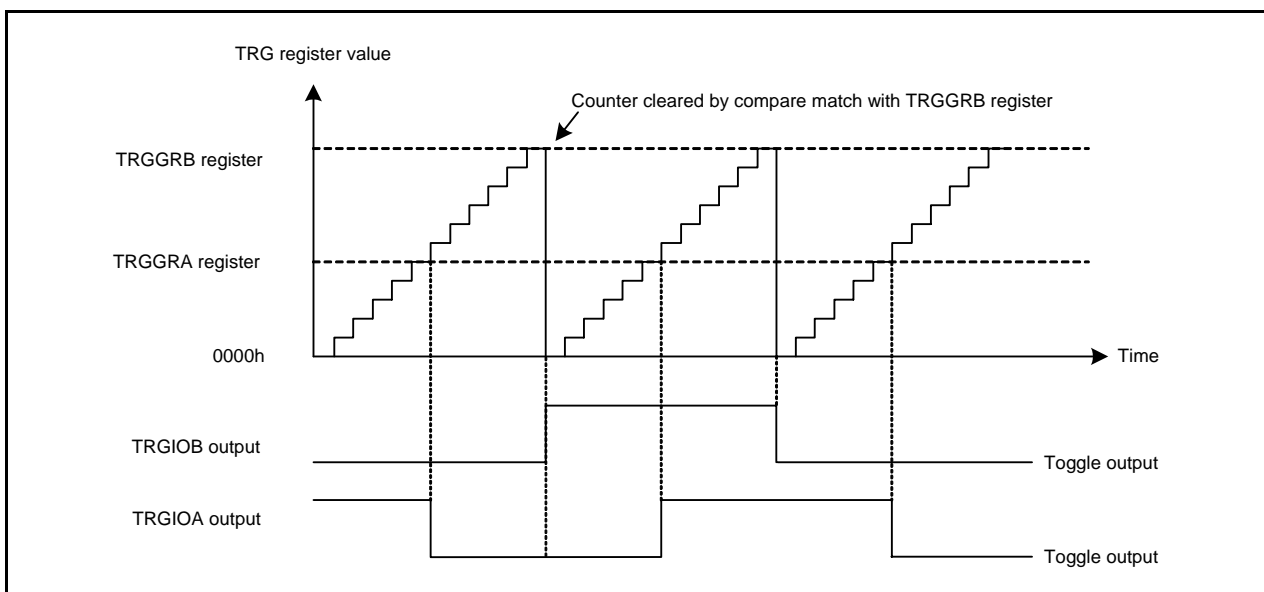 TRG register value
Counter cleared by compare match with TRGGRB register
TRGGRB register
TRGGRA register
0000h
Time
TRGIOB output
Toggle output
TRGIOA output
Toggle output